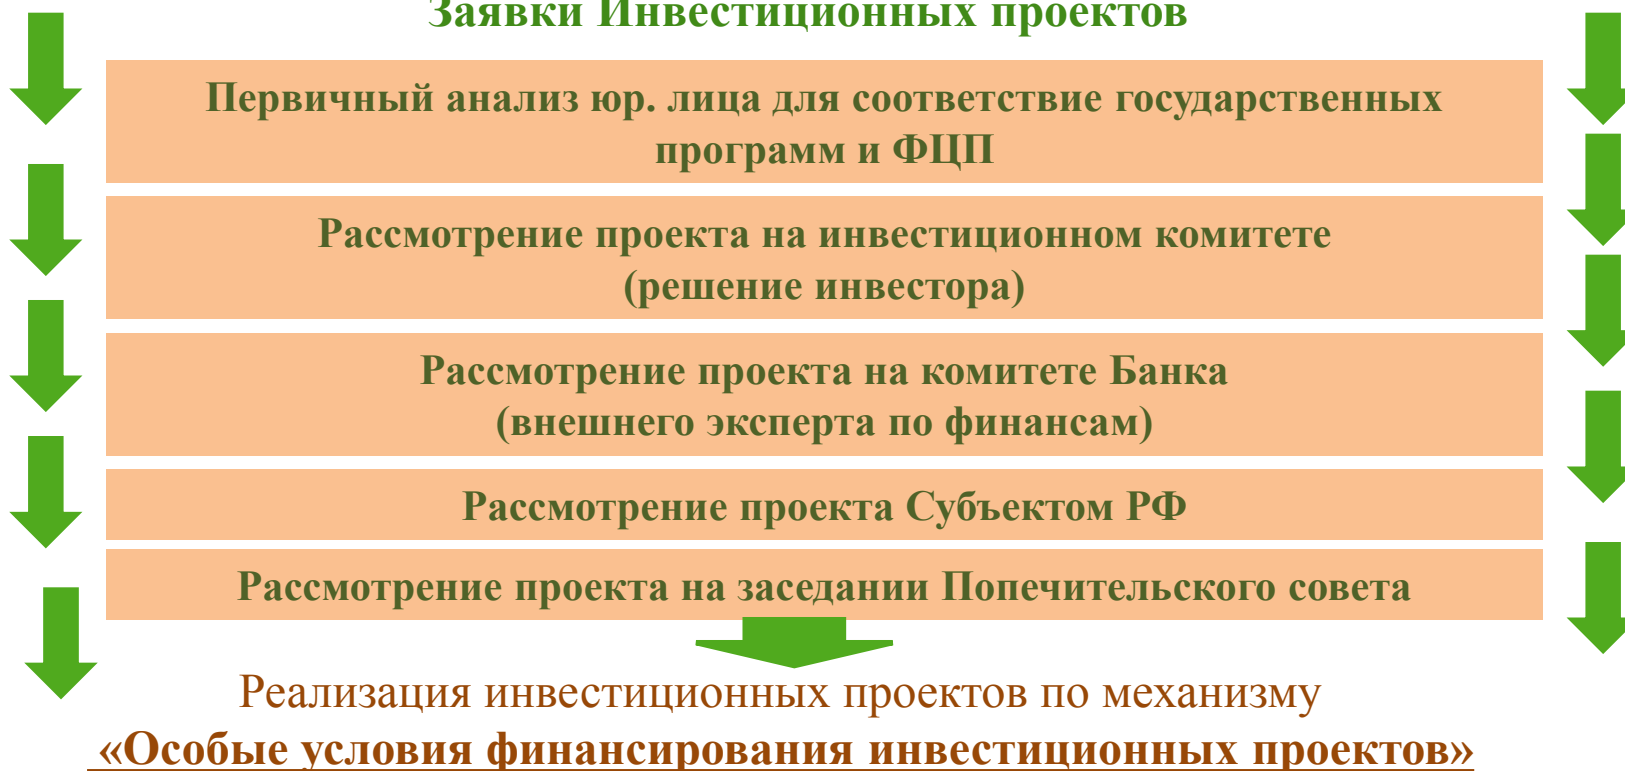 Заявки Инвестиционных проектов
Первичный анализ юр. лица для соответствие государственных
программ и ФЦП
Рассмотрение проекта на инвестиционном комитете
(решение инвестора)
Рассмотрение проекта на комитете Банка
(внешнего эксперта по финансам)
Рассмотрение проекта Субъектом РФ
Рассмотрение проекта на заседании Попечительского совета
Реализация инвестиционных проектов по механизму
«Особые условия финансирования инвестиционных проектов»